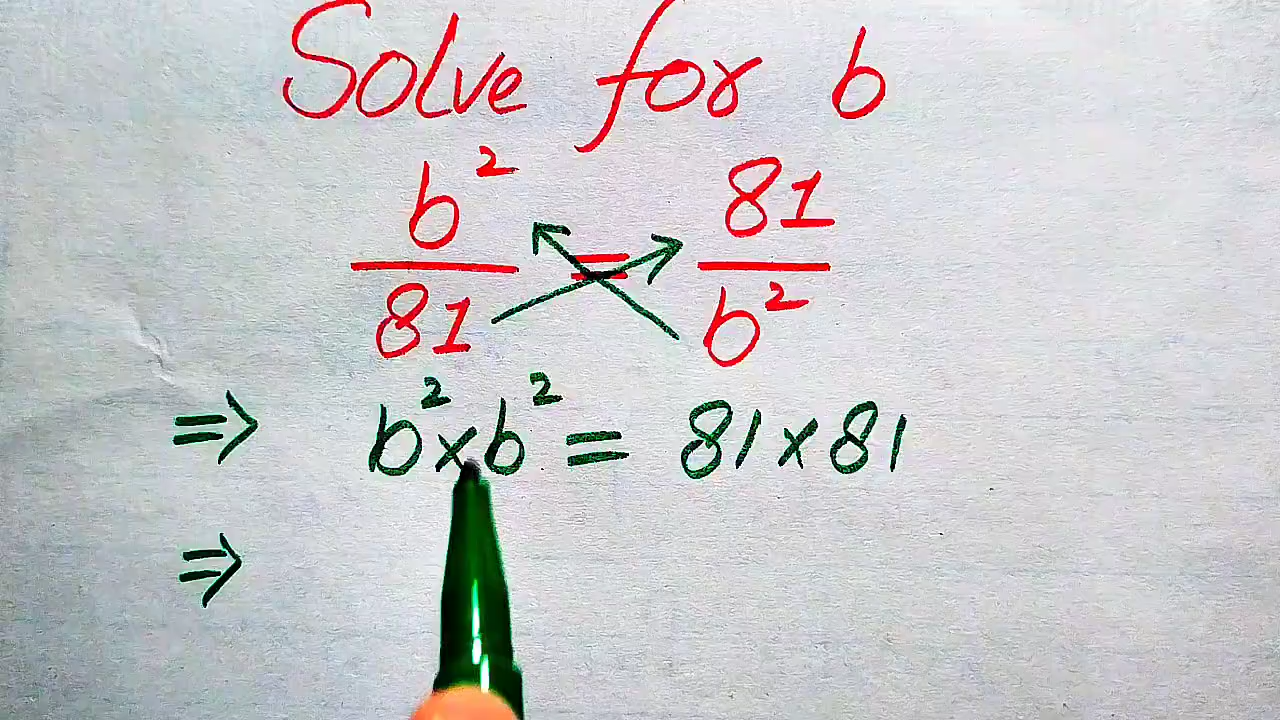 Solve for b
b² / 81 = 81 / b²
⇒ b² × b² = 81 × 81
⇒